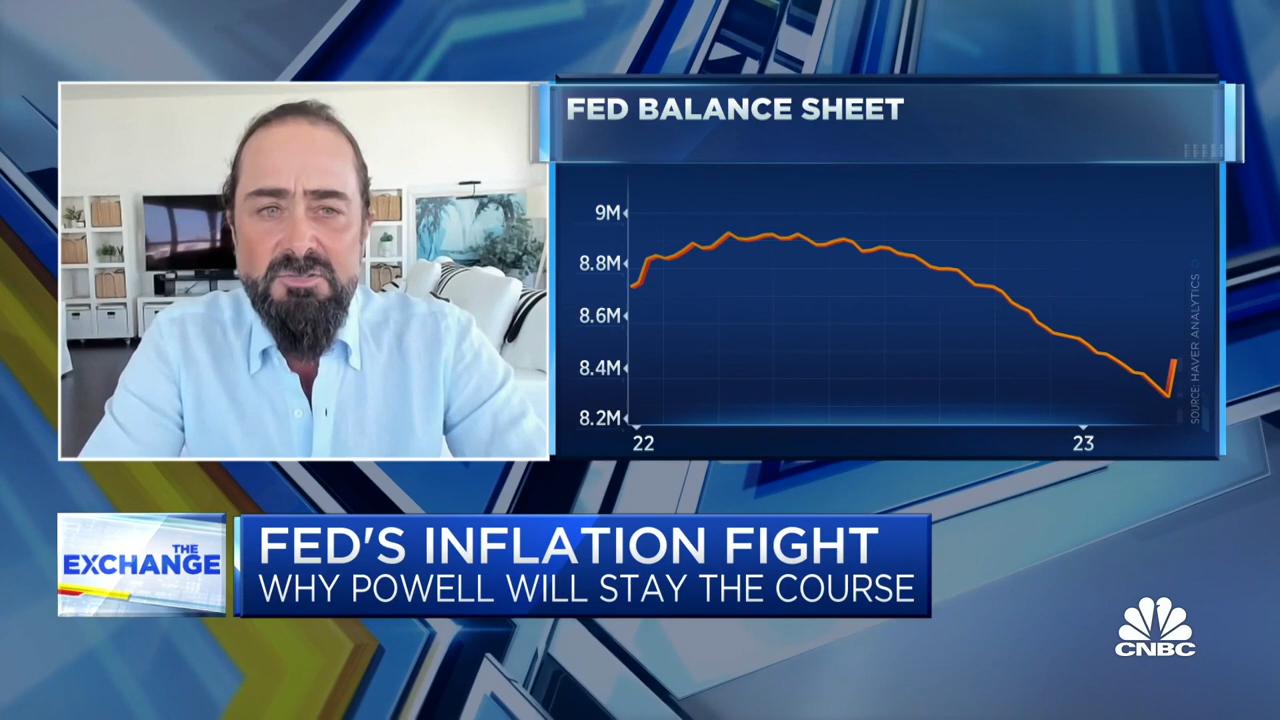 FED BALANCE SHEET
9M
8.8M
8.6M
8.4M
8.2M
22
23
SOURCE: HAVER ANALYTICS
THE
EXCHANGE
FED'S INFLATION FIGHT
WHY POWELL WILL STAY THE COURSE
CNBC